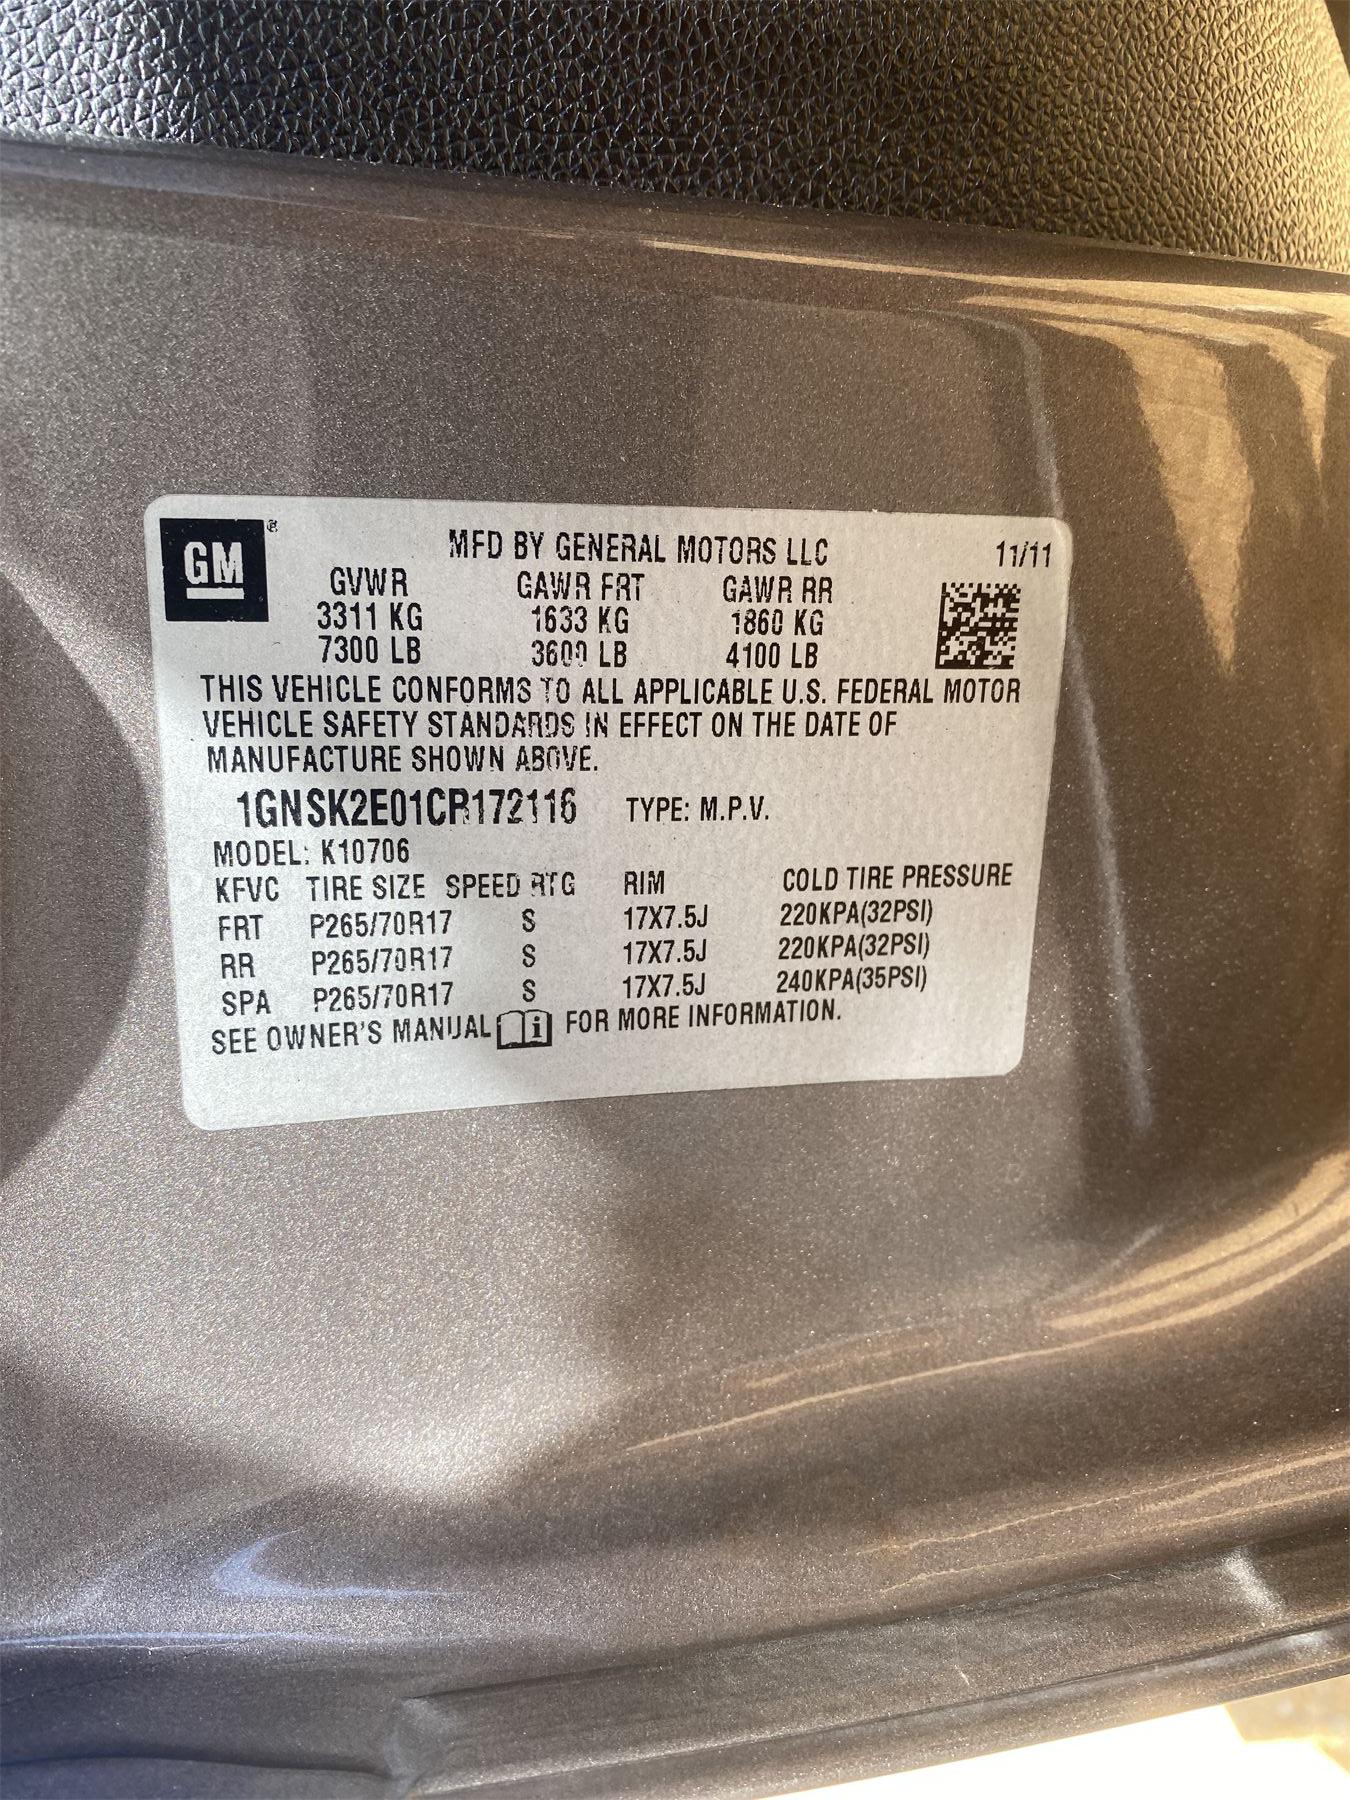 GM ®
MFD BY GENERAL MOTORS LLC 11/11
GVWR GAWR FRT GAWR RR
3311 KG 1633 KG 1860 KG
7300 LB 3600 LB 4100 LB
THIS VEHICLE CONFORMS TO ALL APPLICABLE U.S. FEDERAL MOTOR
VEHICLE SAFETY STANDARDS IN EFFECT ON THE DATE OF
MANUFACTURE SHOWN ABOVE.
1GNSK2E01CR172116 TYPE: M.P.V.
MODEL: K10706
KFVC TIRE SIZE SPEED RTG RIM COLD TIRE PRESSURE
FRT P265/70R17 S 17X7.5J 220KPA(32PSI)
RR P265/70R17 S 17X7.5J 220KPA(32PSI)
SPA P265/70R17 S 17X7.5J 240KPA(35PSI)
SEE OWNER'S MANUAL i FOR MORE INFORMATION.